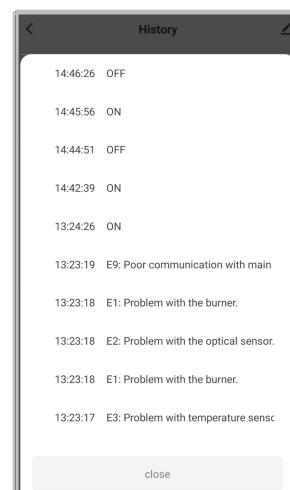 History
14:46:26 OFF
14:45:56 ON
14:44:51 OFF
14:42:39 ON
13:24:26 ON
13:23:19 E9: Poor communication with main
13:23:18 E1: Problem with the burner.
13:23:18 E2: Problem with the optical sensor.
13:23:18 E1: Problem with the burner.
13:23:17 E3: Problem with temperature
close